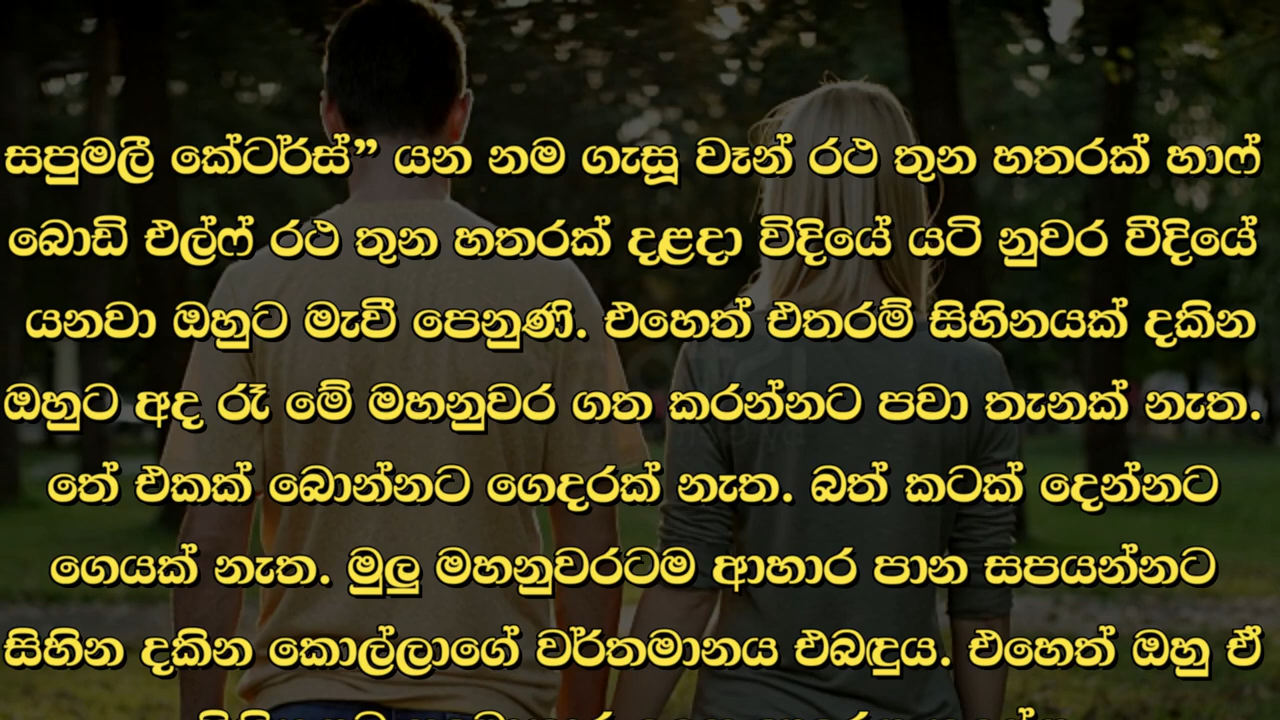 සපුමලී කේටර්ස්” යන නම ගැසූ වෑන් රථ තුන හතරක් හාෆ්
බොඩි එල්ෆ් රථ තුන හතරක් දළදා විදියේ යටි නුවර වීදියේ
යනවා ඔහුට මැවී පෙනුණි. එහෙත් එතරම් සිහිනයක් දකින
ඔහුට අද රෑ මේ මහනුවර ගත කරන්නට පවා තැනක් නැත.
තේ එකක් බොන්නට ගෙදරක් නැත. බත් කටක් දෙන්නට
ගෙයක් නැත. මුලු මහනුවරටම ආහාර පාන සපයන්නට
සිහින දකින කොල්ලාගේ වර්තමානය එබඳුය. එහෙත් ඔහු ඒ